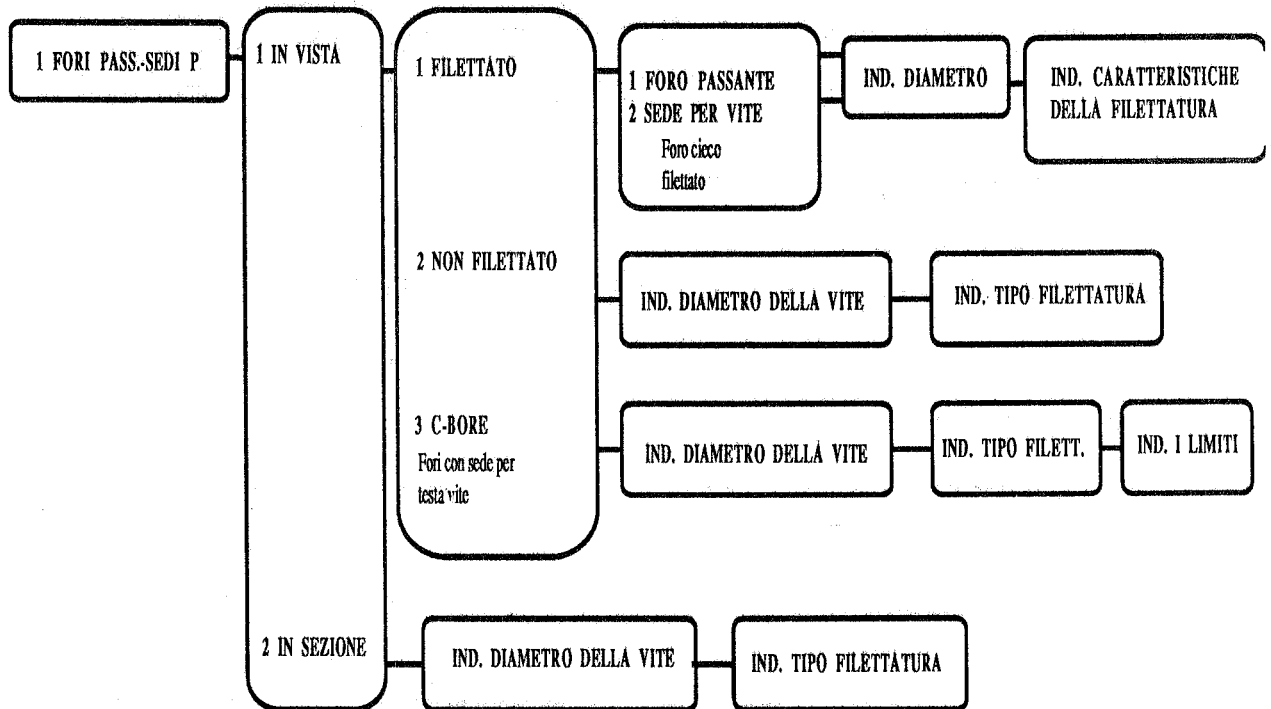 1 FORI PASS.-SEDI P
1 IN VISTA
1 FILETTATO
1 FORO PASSANTE
2 SEDE PER VITE
Foro cieco
filettato
IND. DIAMETRO
IND. CARATTERISTICHE
DELLA FILETTATURA
2 NON FILETTATO
IND. DIAMETRO DELLA VITE
IND. TIPO FILETTATURA
3 C-BORE
Fori con sede per
testa vite
IND. DIAMETRO DELLA VITE
IND. TIPO FILETT.
IND. I LIMITI
2 IN SEZIONE
IND. DIAMETRO DELLA VITE
IND. TIPO FILETTATURA